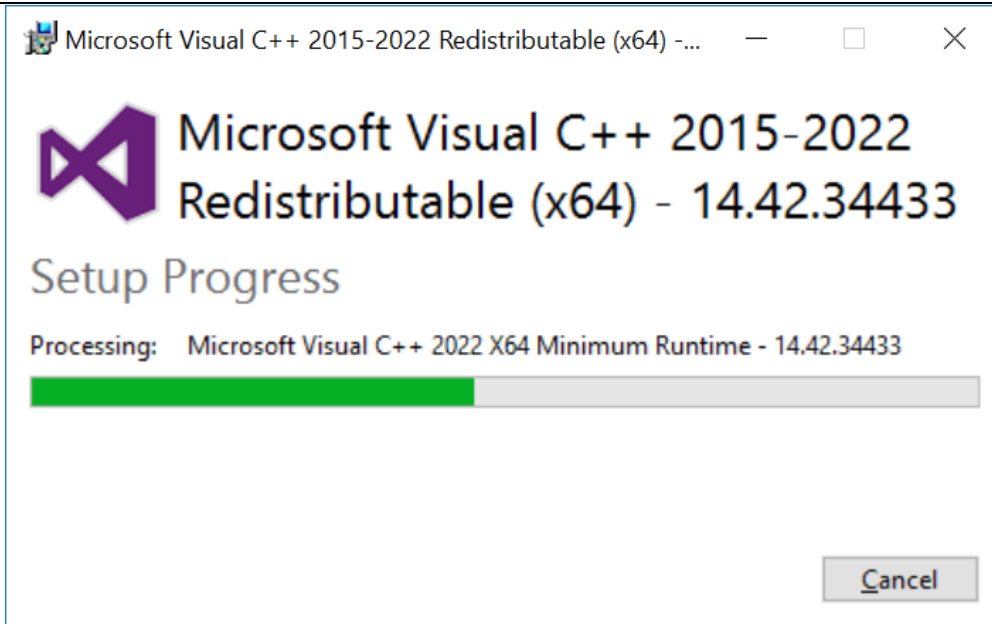 Microsoft Visual C++ 2015-2022 Redistributable (x64) -...
Microsoft Visual C++ 2015-2022
Redistributable (x64) - 14.42.34433
Setup Progress
Processing: Microsoft Visual C++ 2022 X64 Minimum Runtime - 14.42.34433
Cancel